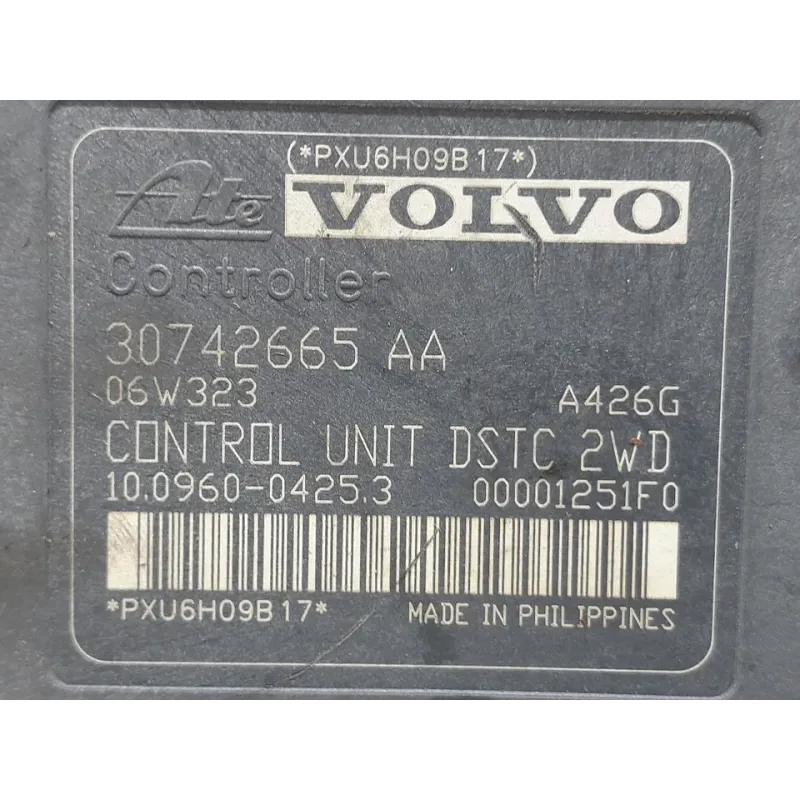 (*PXU6H09B17*)
Ate VOLVO
Controller
30742665 AA
06W323 A426G
CONTROL UNIT DSTC 2WD
10.0960-0425.3 00001251F0
*PXU6H09B17* MADE IN PHILIPPINES